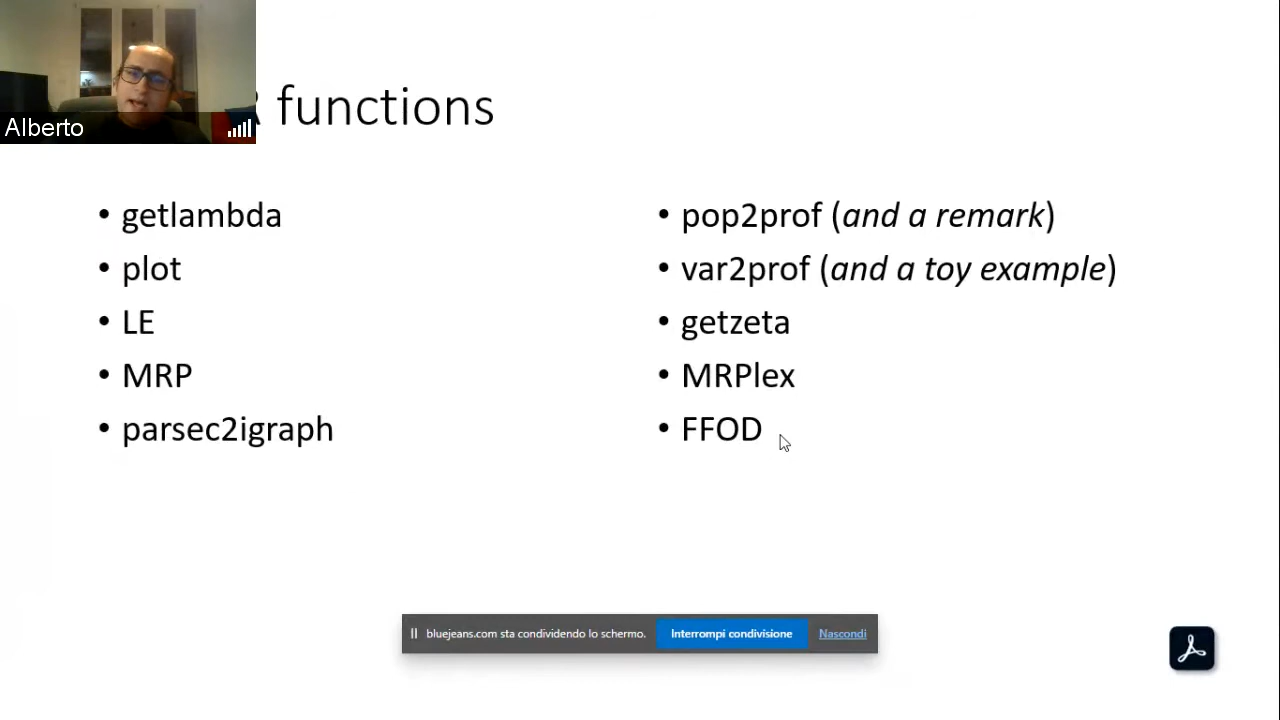 Alberto
R functions
• getlambda
• plot
• LE
• MRP
• parsec2igraph
• pop2prof (and a remark)
• var2prof (and a toy example)
• getzeta
• MRPlex
• FFOD
bluejeans.com sta condividendo lo schermo. Interrompi condivisione Nascondi